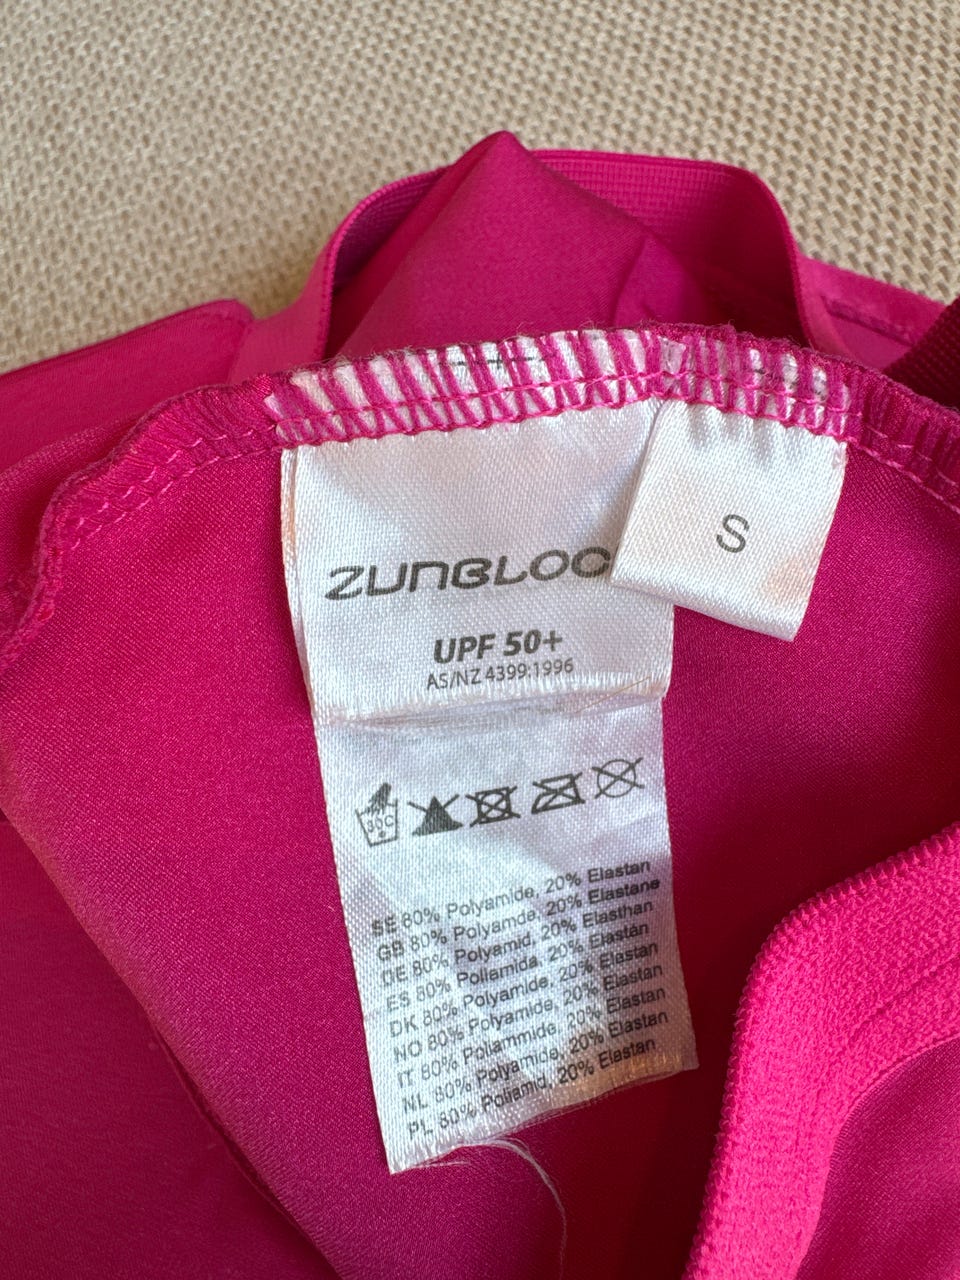 ZUNBLOC
S
UPF 50+
AS/NZ 4399:1996
30C
SE 80% Polyamide, 20% Elastan
GB 80% Polyamde, 20% Elastane
DE 80% Polyamid, 20% Elasthan
ES 80% Poliamida, 20% Elastán
DK 80% Polyamide, 20% Elastan
NO 80% Polyamide, 20% Elastan
IT 80% Poliammide, 20% Elastan
NL 80% Polyamide, 20% Elastan
PL 80% Poliamid, 20% Elastan